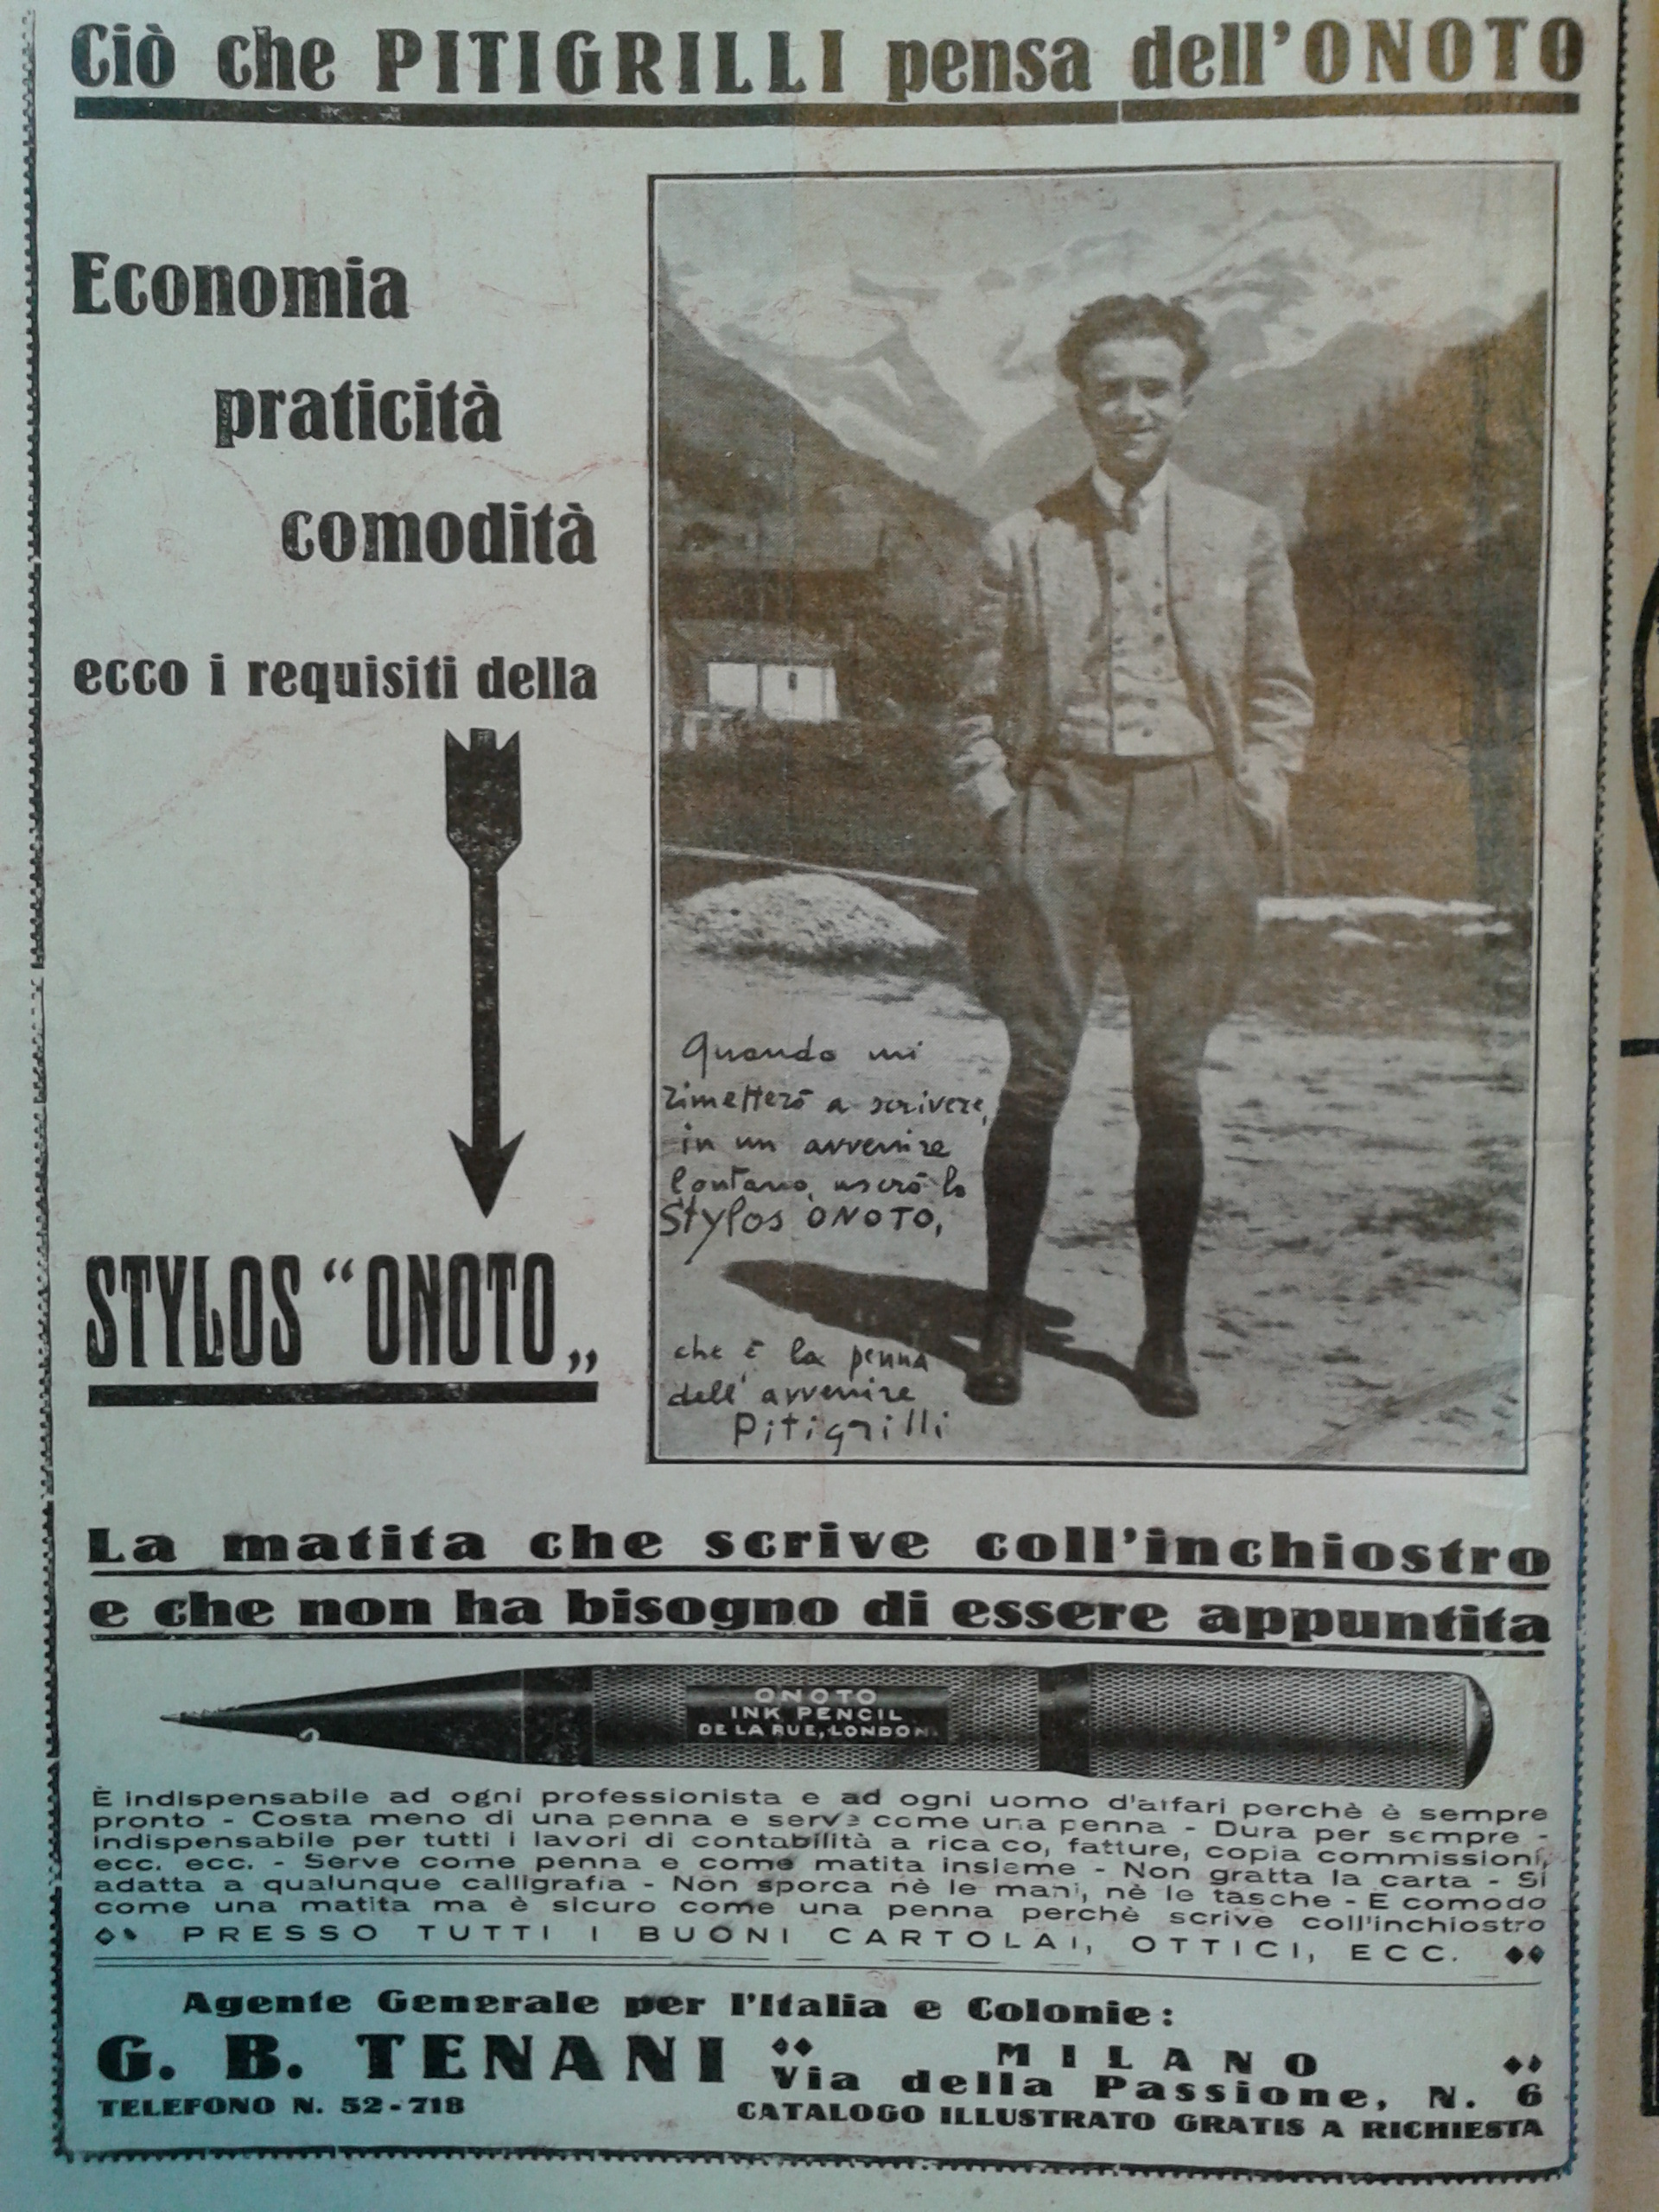 Ciò che PITIGRILLI pensa dell'ONOTO
Economia
praticità
comodità
ecco i requisiti della
STYLOS “ONOTO„
Quando mi
rimetterò a scrivere,
in un avvenire
lontano, userò lo
Stylos ONOTO,
che è la penna
dell'avvenire
Pitigrilli
La matita che scrive coll'inchiostro
e che non ha bisogno di essere appuntita
ONOTO
INK PENCIL
DE LA RUE, LONDON.
È indispensabile ad ogni professionista e ad ogni uomo d'affari perchè è sempre
pronto - Costa meno di una penna e serve come una penna - Dura per sempre -
Indispensabile per tutti i lavori di contabilità a ricalco, fatture, copia commissioni,
ecc. ecc. - Serve come penna e come matita insieme - Non gratta la carta - Si
adatta a qualunque calligrafia - Non sporca nè le mani, nè le tasche - È comodo
come una matita ma è sicuro come una penna perchè scrive coll'inchiostro
PRESSO TUTTI I BUONI CARTOLAI, OTTICI, ECC.
Agente Generale per l'Italia e Colonie:
G. B. TENANI
MILANO
Via della Passione, N. 6
TELEFONO N. 52-718
CATALOGO ILLUSTRATO GRATIS A RICHIESTA